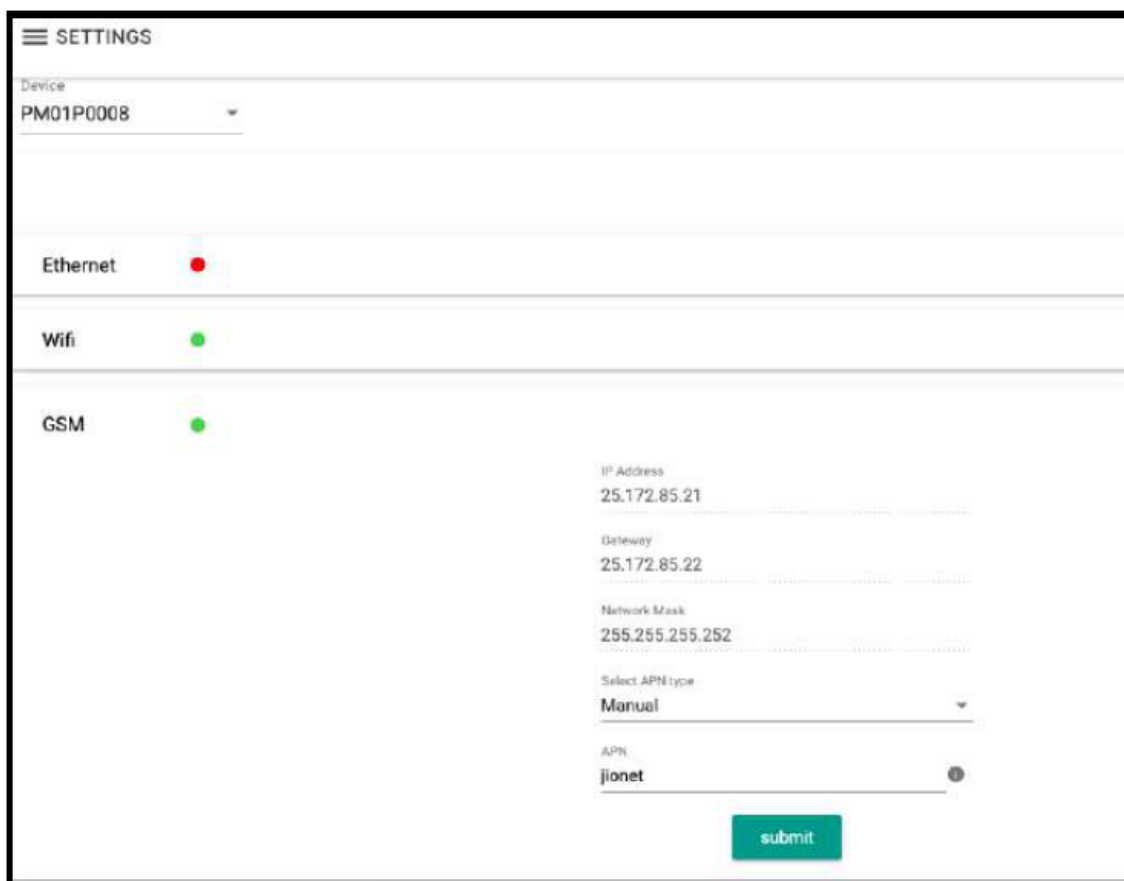 SETTINGS
Device
PM01P0008
Ethernet
Wifi
GSM
IP Address
25.172.85.21
Gateway
25.172.85.22
Network Mask
255.255.255.252
Select APN type
Manual
APN
jionet
submit